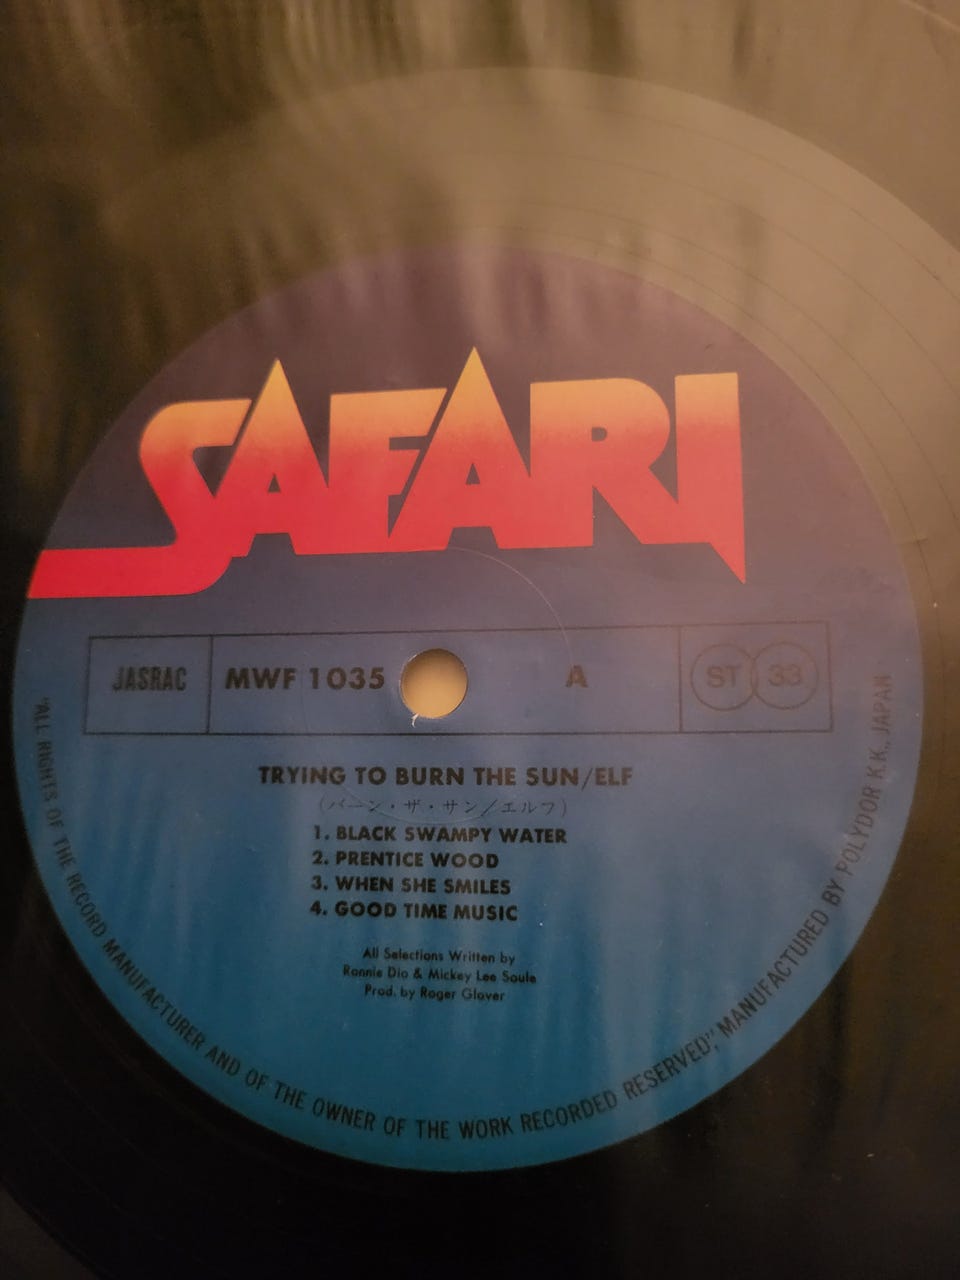 SAFARI
JASRAC MWF 1035 A ST 33
TRYING TO BURN THE SUN/ELF
(バーン・ザ・サン/エルフ)
1. BLACK SWAMPY WATER
2. PRENTICE WOOD
3. WHEN SHE SMILES
4. GOOD TIME MUSIC
All Selections Written by
Ronnie Dio & Mickey Lee Soule
Prod. by Roger Glover
"ALL RIGHTS OF THE RECORD MANUFACTURER AND OF THE OWNER OF THE WORK RECORDED RESERVED", MANUFACTURED BY POLYDOR K.K., JAPAN